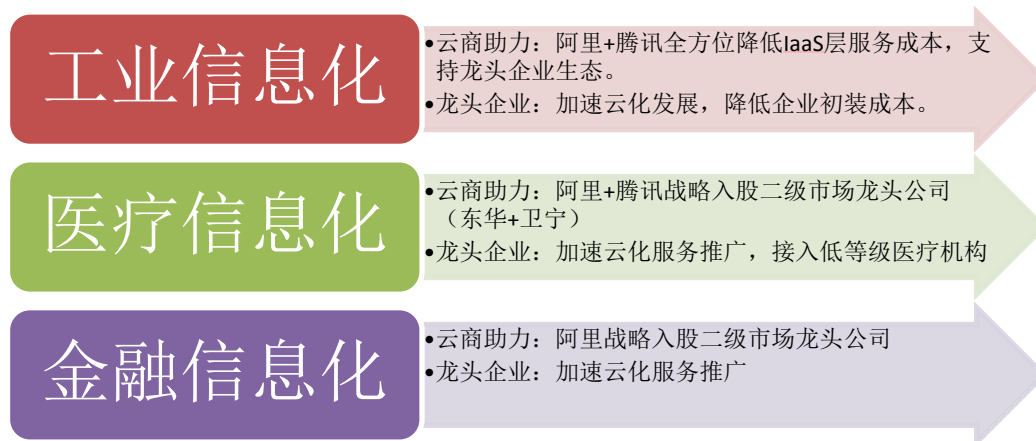 工业信息化
•云商助力：阿里+腾讯全方位降低IaaS层服务成本，支
持龙头企业生态。
•龙头企业：加速云化发展，降低企业初装成本。
医疗信息化
•云商助力：阿里+腾讯战略入股二级市场龙头公司
（东华+卫宁）
•龙头企业：加速云化服务推广，接入低等级医疗机构
金融信息化
•云商助力：阿里战略入股二级市场龙头公司
•龙头企业：加速云化服务推广